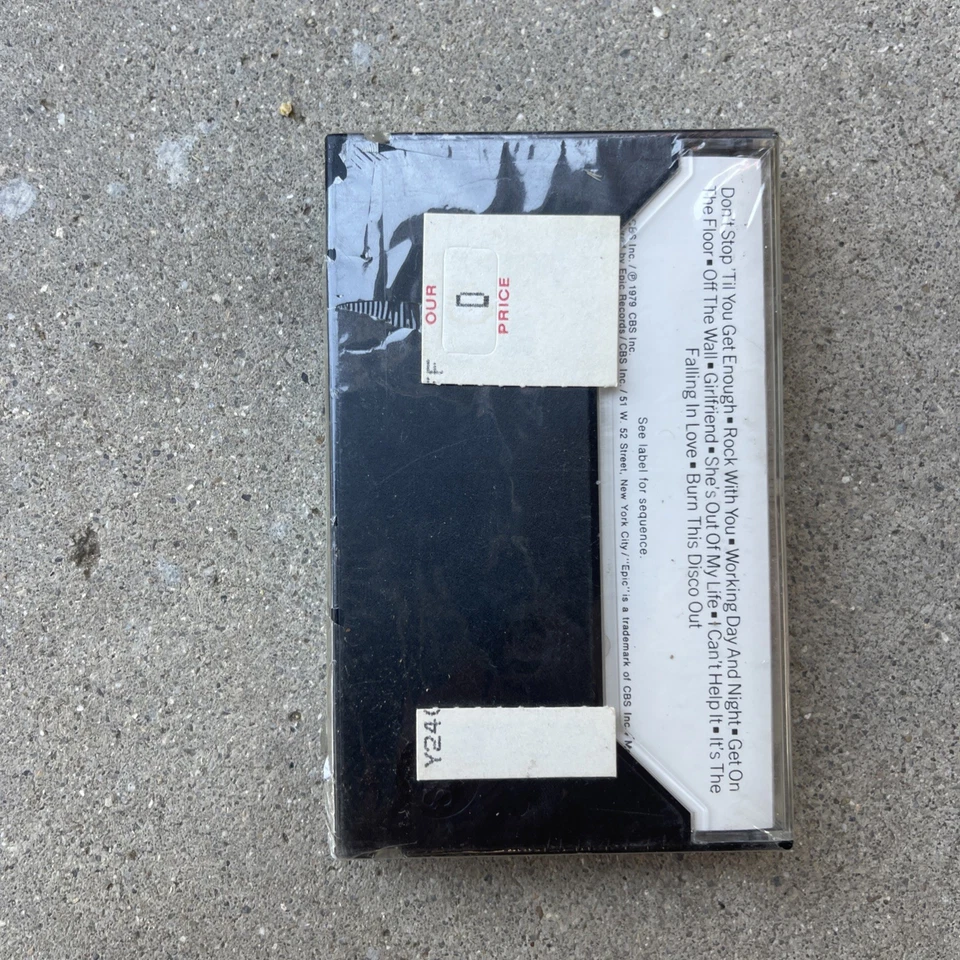 Don't Stop 'Til You Get Enough ▪ Rock With You ▪ Working Day And Night ▪ Get On
The Floor ▪ Off The Wall ▪ Girlfriend ▪ She's Out Of My Life ▪ I Can't Help It ▪ It's The
Falling In Love ▪ Burn This Disco Out
See label for sequence.
Inc. / ℗ 1979 CBS Inc.
by Epic Records / CBS Inc. / 51 W. 52 Street, New York City / "Epic" is a trademark of CBS Inc.
OUR
0
PRICE